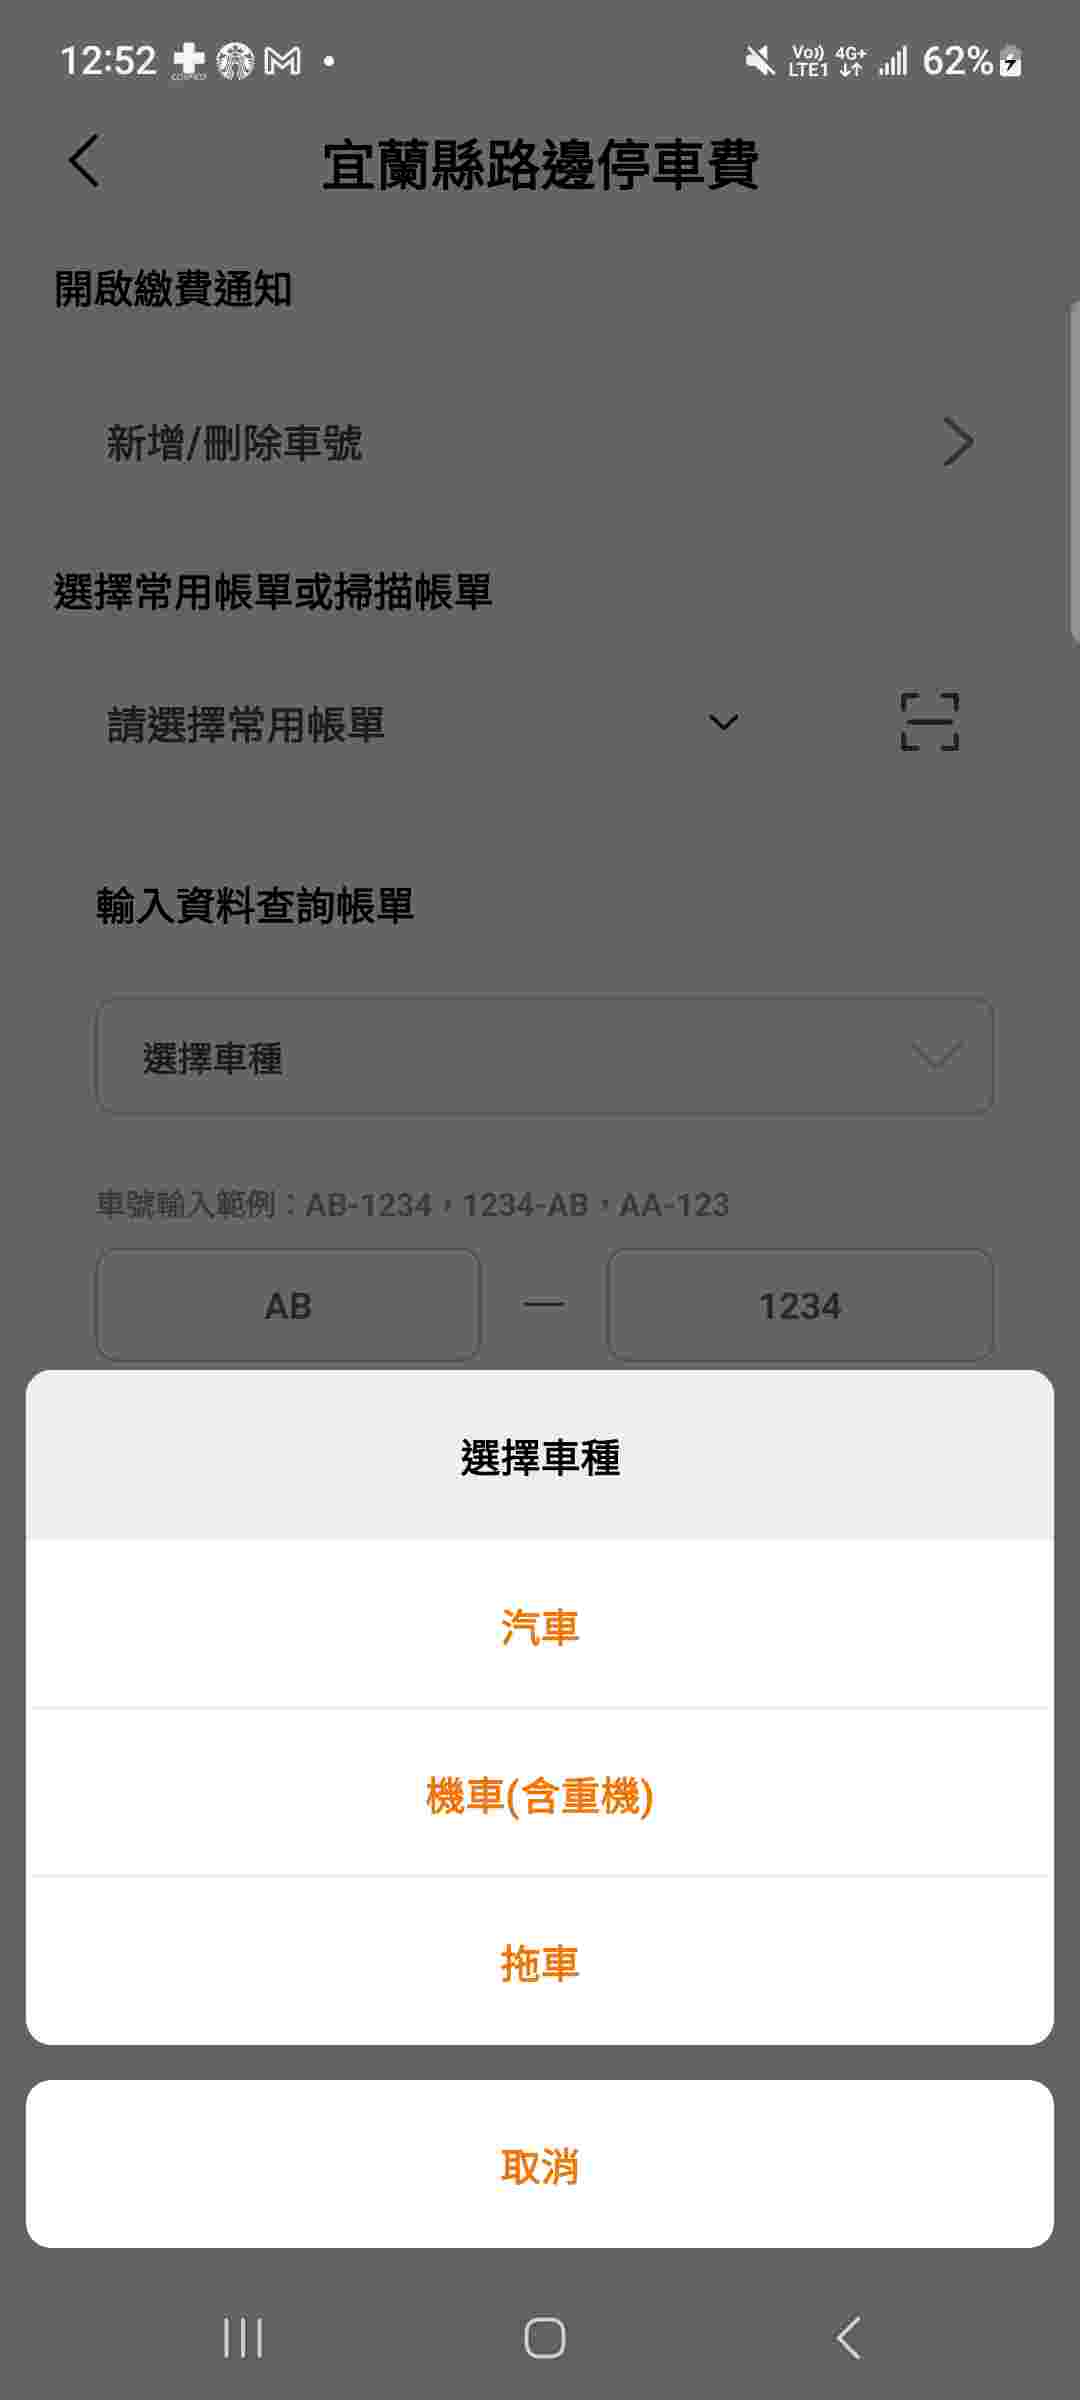 12:52
Vo)) 4G+ 62%
LTE1
宜蘭縣路邊停車費
開啟繳費通知
新增/刪除車號
選擇常用帳單或掃描帳單
請選擇常用帳單
輸入資料查詢帳單
選擇車種
車號輸入範例：AB-1234，1234-AB，AA-123
AB — 1234
選擇車種
汽車
機車(含重機)
拖車
取消